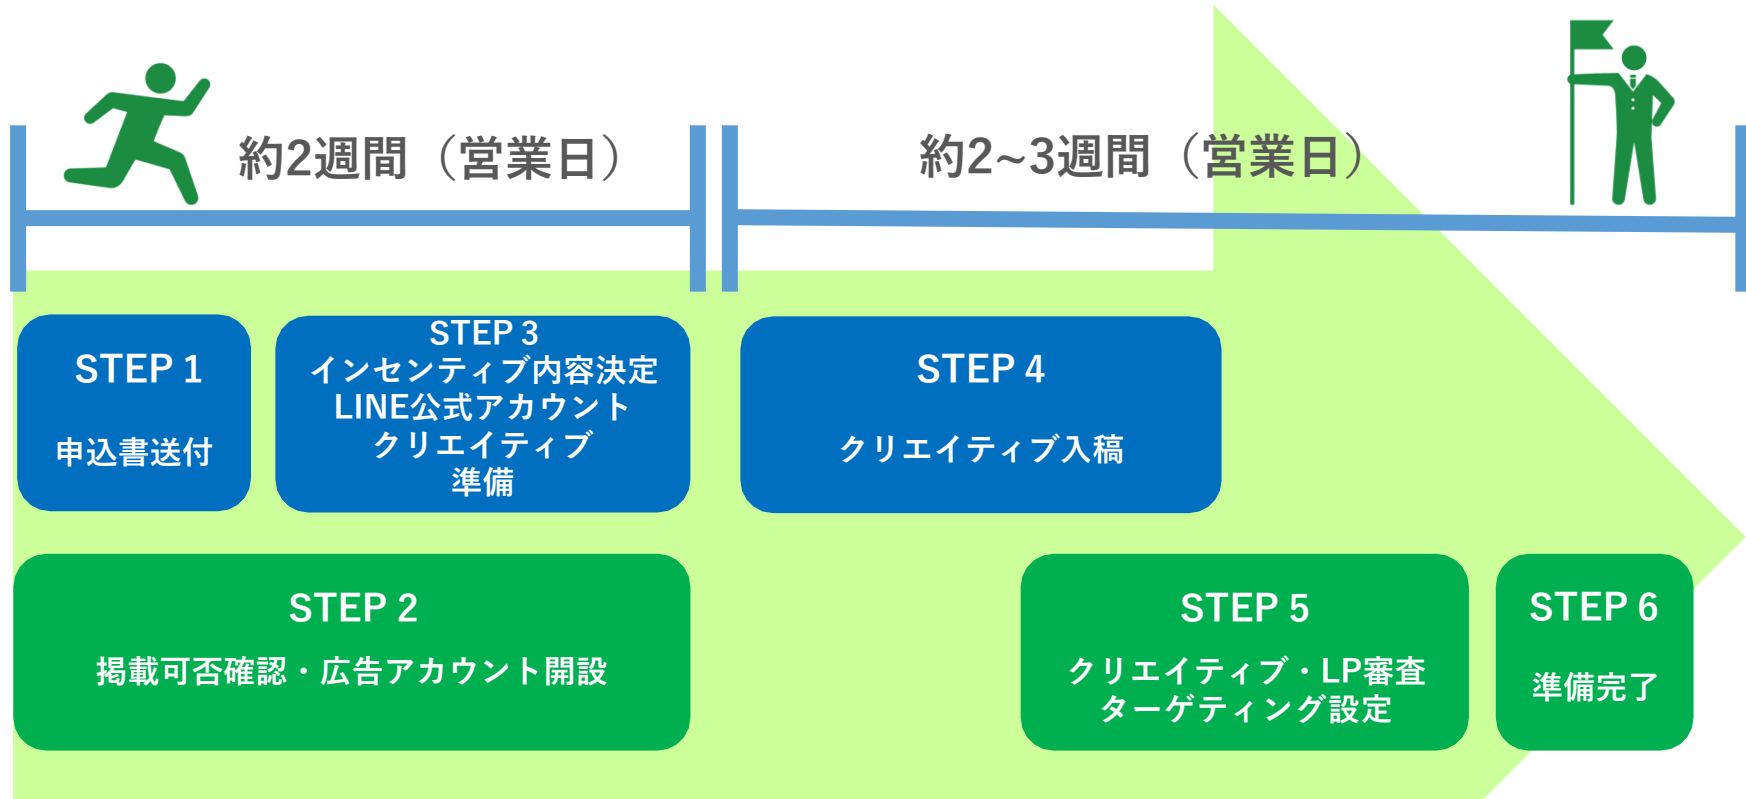 約2週間（営業日）
約2~3週間（営業日）
STEP 1
申込書送付
STEP 3
インセンティブ内容決定
LINE公式アカウント
クリエイティブ
準備
STEP 4
クリエイティブ入稿
STEP 2
掲載可否確認・広告アカウント開設
STEP 5
クリエイティブ・LP審査
ターゲティング設定
STEP 6
準備完了